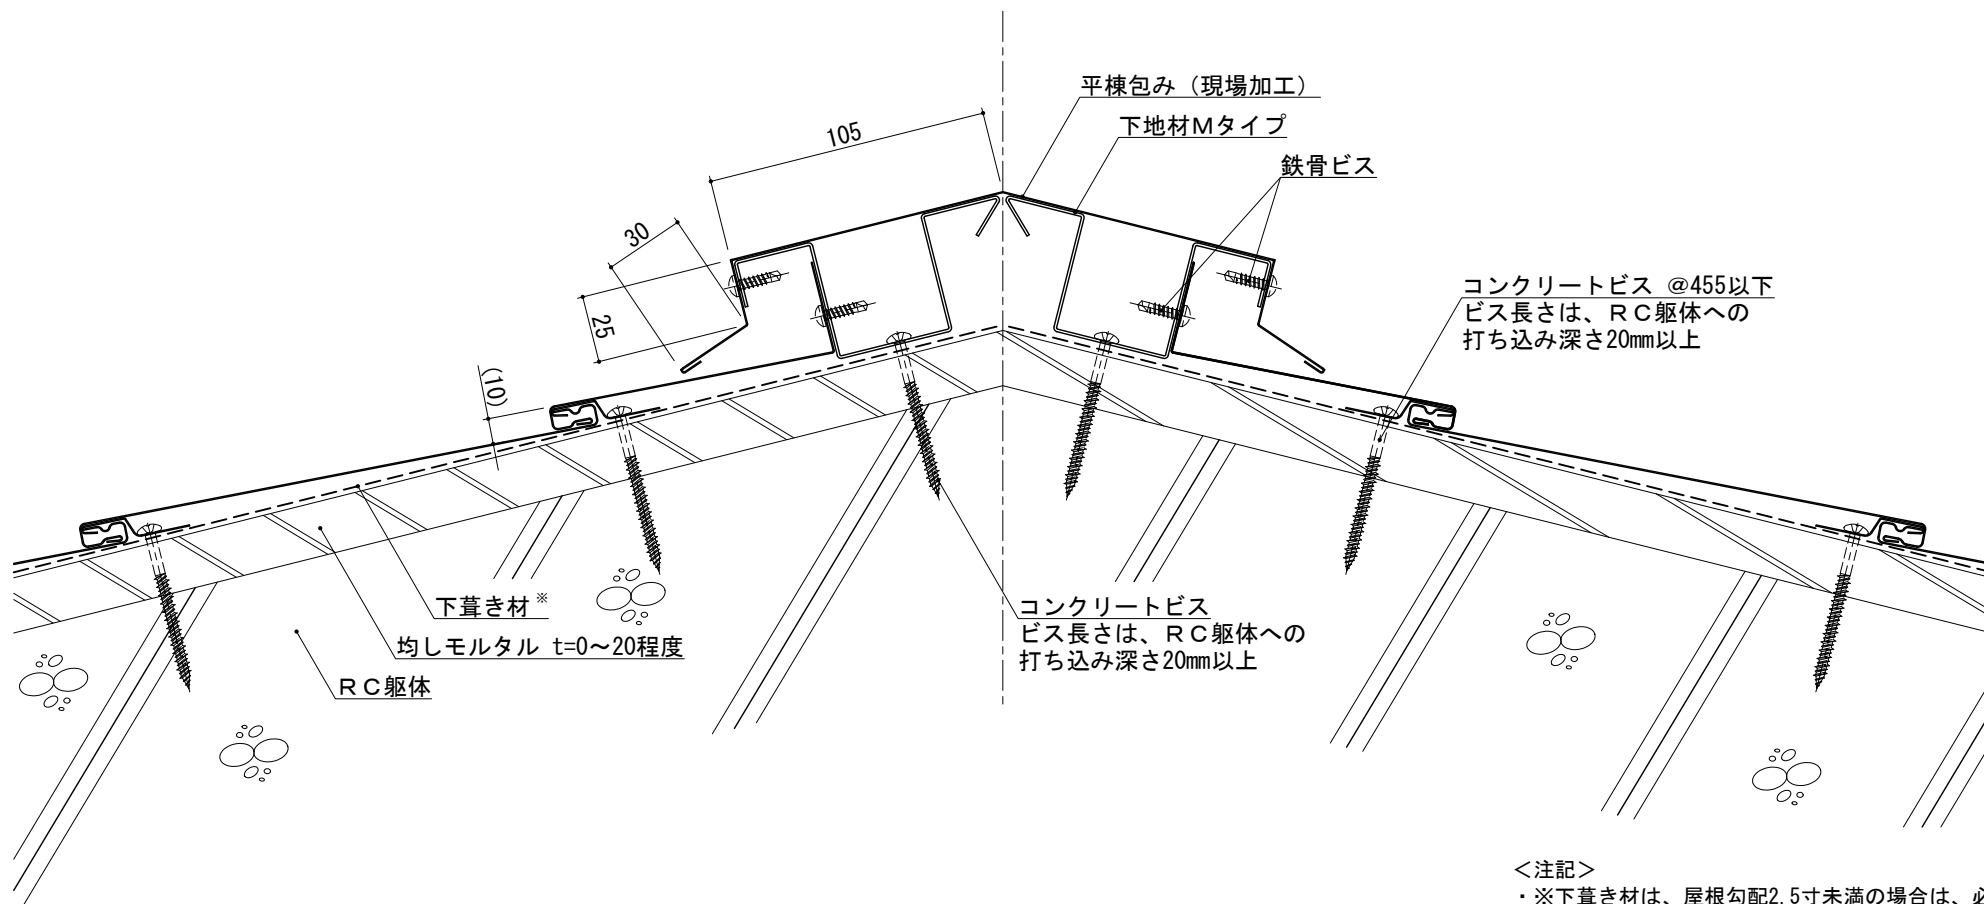 平棟包み（現場加工）
下地材Mタイプ
鉄骨ビス
105
30
25
(10)
コンクリートビス @455以下
ビス長さは、ＲＣ躯体への
打ち込み深さ20mm以上
下葺き材※
均しモルタル t=0～20程度
ＲＣ躯体
コンクリートビス
ビス長さは、ＲＣ躯体への
打ち込み深さ20mm以上
＜注記＞
・※下葺き材は、屋根勾配2.5寸未満の場合は、必